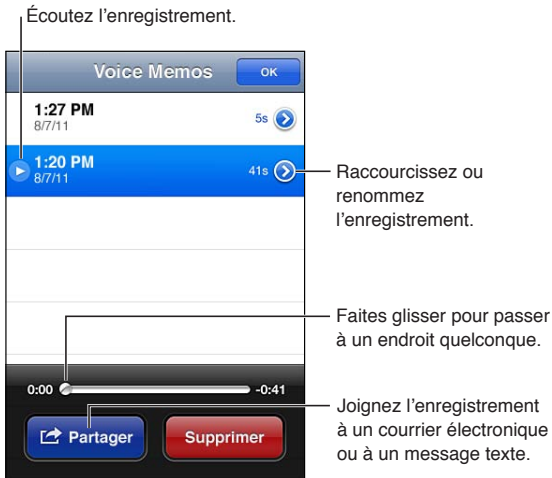 Écoutez l'enregistrement.
Voice Memos OK
1:27 PM
8/7/11
5s
1:20 PM
8/7/11
41s
Raccourcissez ou
renommez
l'enregistrement.
Faites glisser pour passer
à un endroit quelconque.
0:00 -0:41
Partager Supprimer
Joignez l'enregistrement
à un courrier électronique
ou à un message texte.